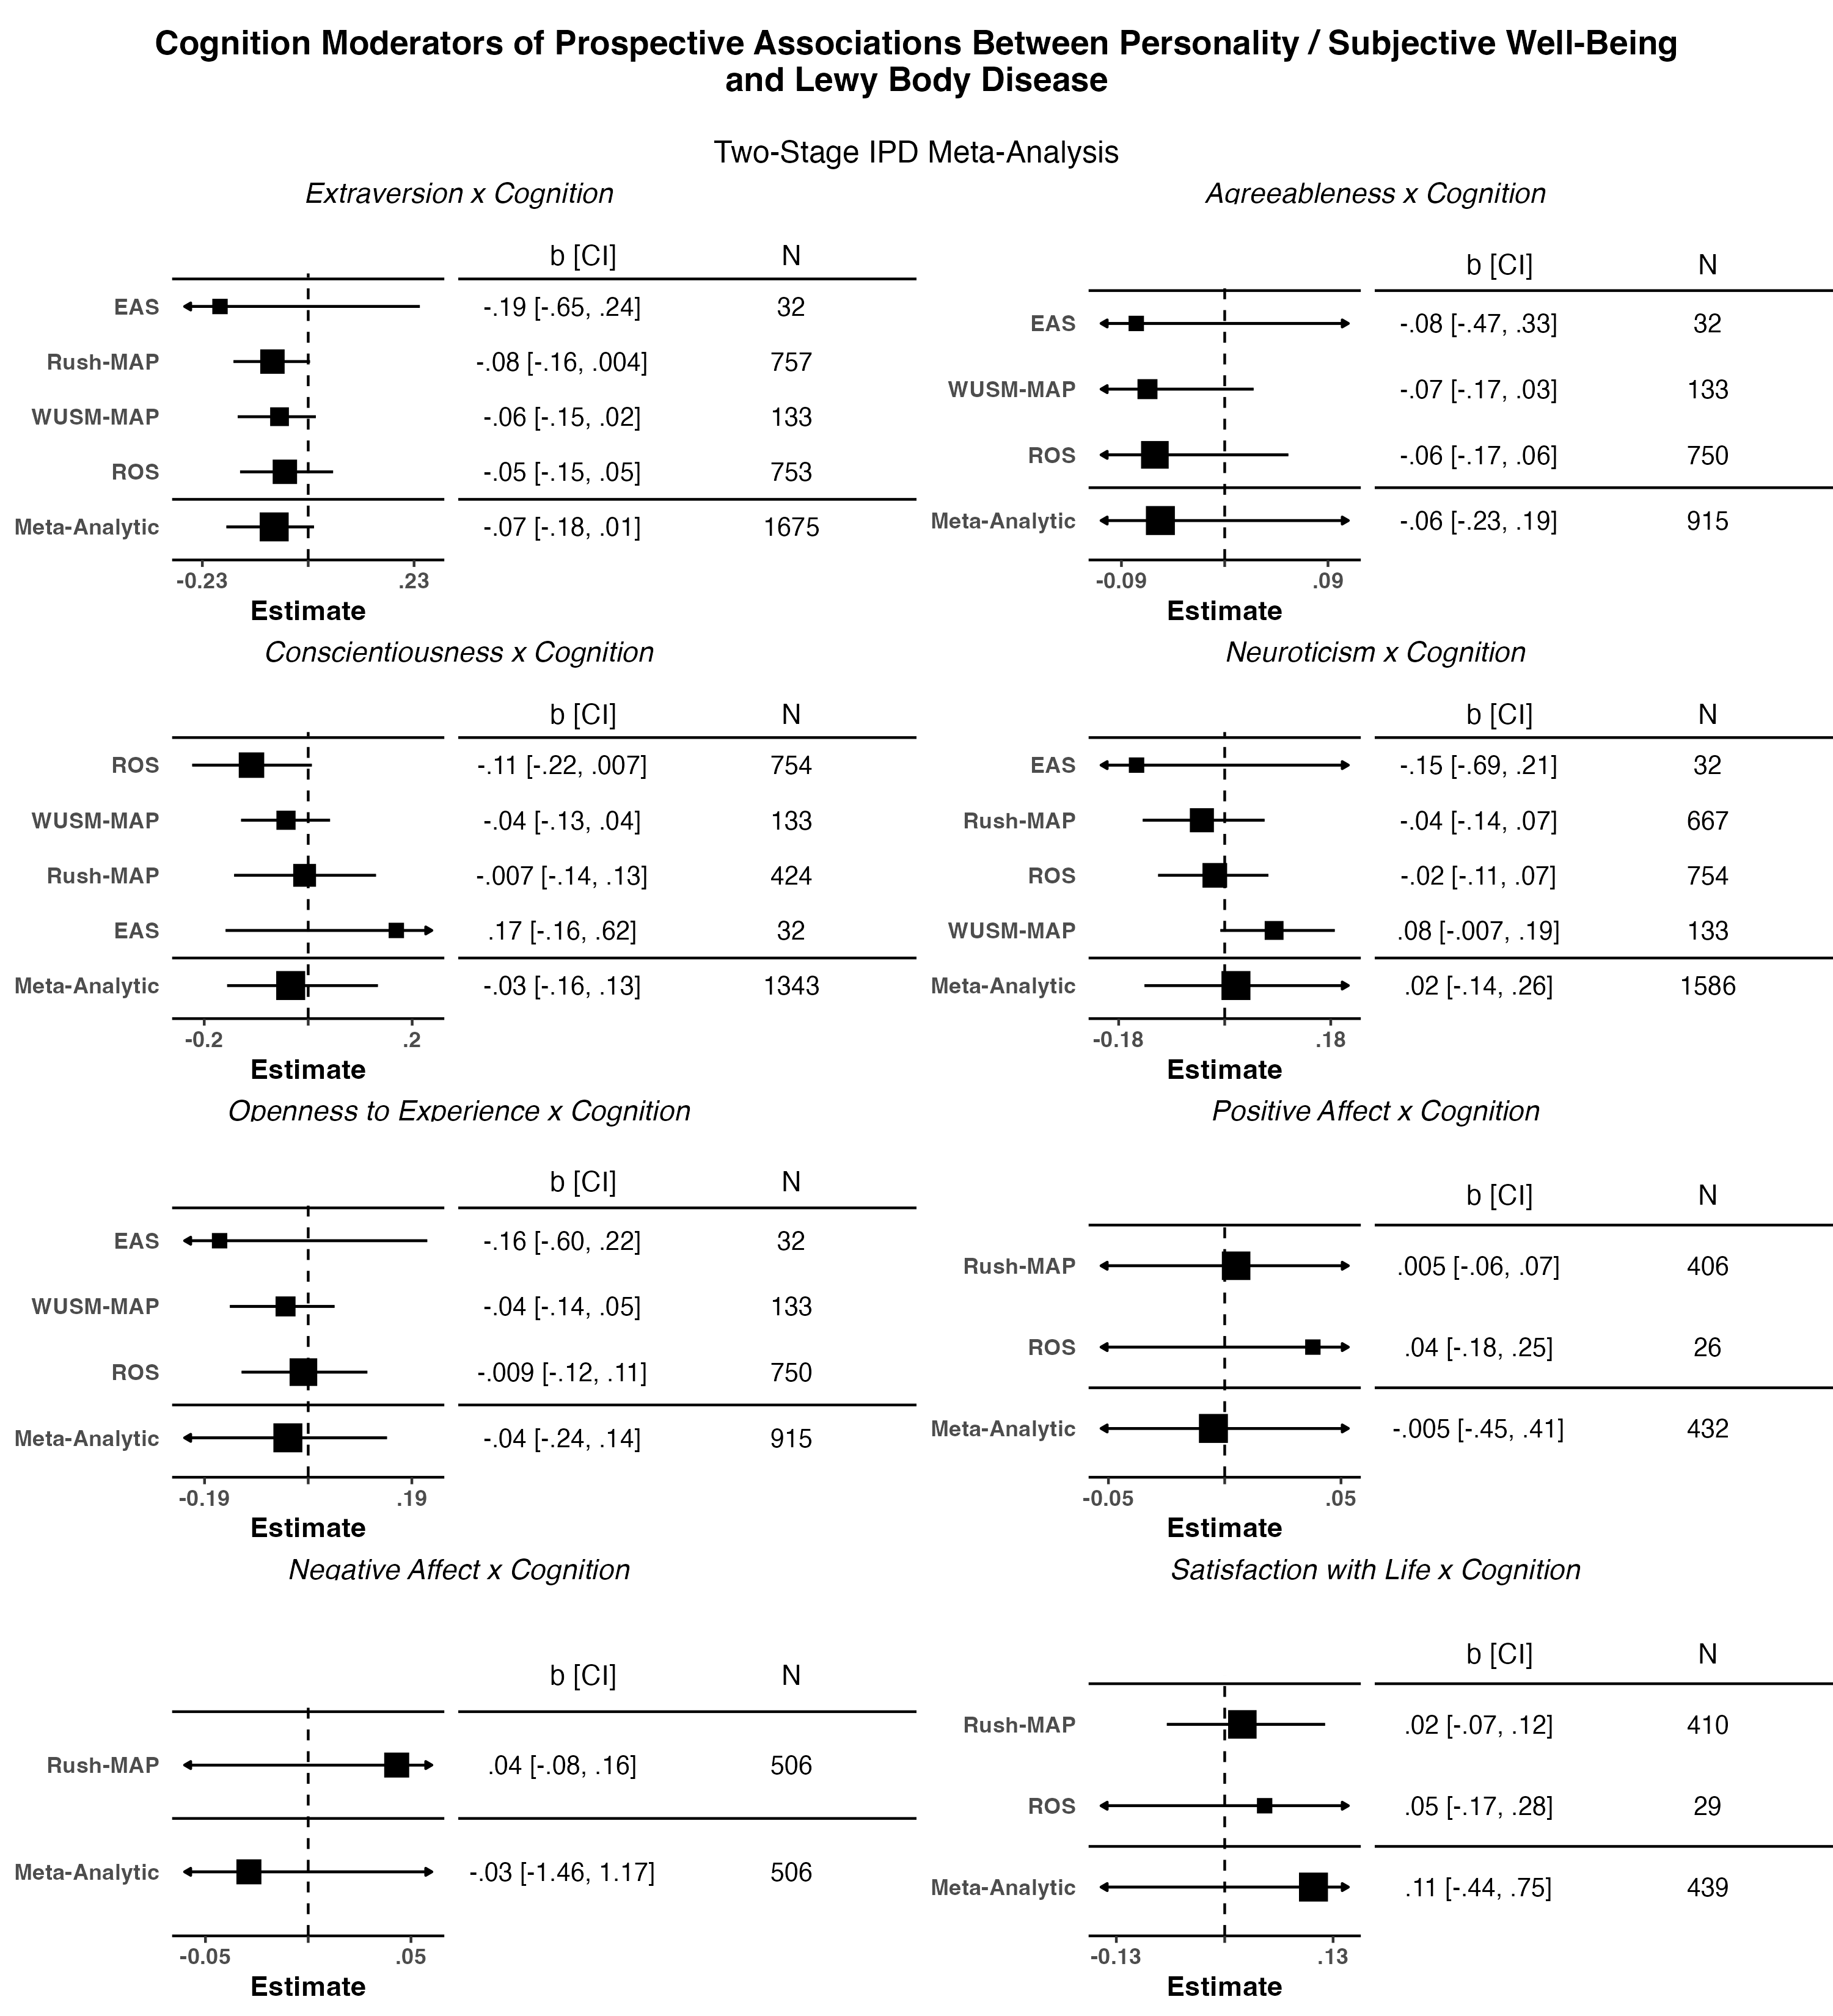 Cognition Moderators of Prospective Associations Between Personality / Subjective Well-Being
and Lewy Body Disease
Two-Stage IPD Meta-Analysis
Extraversion x Cognition
b [CI] N
EAS -.19 [-.65, .24] 32
Rush-MAP -.08 [-.16, .004] 757
WUSM-MAP -.06 [-.15, .02] 133
ROS -.05 [-.15, .05] 753
Meta-Analytic -.07 [-.18, .01] 1675
-0.23 .23
Estimate
Agreeableness x Cognition
b [CI] N
EAS -.08 [-.47, .33] 32
WUSM-MAP -.07 [-.17, .03] 133
ROS -.06 [-.17, .06] 750
Meta-Analytic -.06 [-.23, .19] 915
-0.09 .09
Estimate
Conscientiousness x Cognition
b [CI] N
ROS -.11 [-.22, .007] 754
WUSM-MAP -.04 [-.13, .04] 133
Rush-MAP -.007 [-.14, .13] 424
EAS .17 [-.16, .62] 32
Meta-Analytic -.03 [-.16, .13] 1343
-0.2 .2
Estimate
Neuroticism x Cognition
b [CI] N
EAS -.15 [-.69, .21] 32
Rush-MAP -.04 [-.14, .07] 667
ROS -.02 [-.11, .07] 754
WUSM-MAP .08 [-.007, .19] 133
Meta-Analytic .02 [-.14, .26] 1586
-0.18 .18
Estimate
Openness to Experience x Cognition
b [CI] N
EAS -.16 [-.60, .22] 32
WUSM-MAP -.04 [-.14, .05] 133
ROS -.009 [-.12, .11] 750
Meta-Analytic -.04 [-.24, .14] 915
-0.19 .19
Estimate
Positive Affect x Cognition
b [CI] N
Rush-MAP .005 [-.06, .07] 406
ROS .04 [-.18, .25] 26
Meta-Analytic -.005 [-.45, .41] 432
-0.05 .05
Estimate
Negative Affect x Cognition
b [CI] N
Rush-MAP .04 [-.08, .16] 506
Meta-Analytic -.03 [-1.46, 1.17] 506
-0.05 .05
Estimate
Satisfaction with Life x Cognition
b [CI] N
Rush-MAP .02 [-.07, .12] 410
ROS .05 [-.17, .28] 29
Meta-Analytic .11 [-.44, .75] 439
-0.13 .13
Estimate